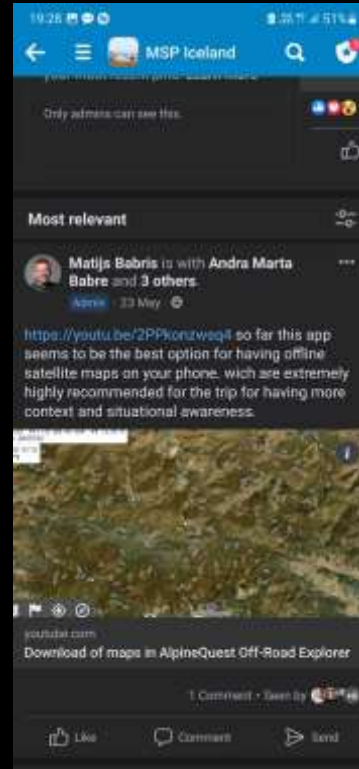 19:28
51%
MSP Iceland
Only admins can see this.
Most relevant
Matijs Babris is with Andra Marta
Babre and 3 others.
Admin · 23 May
https://youtu.be/2PPkonzwsq4 so far this app
seems to be the best option for having offline
satellite maps on your phone. wich are extremely
highly recommended for the trip for having more
context and situational awareness.
youtube.com
Download of maps in AlpineQuest Off-Road Explorer
1 Comment • Seen by
Like
Comment
Send